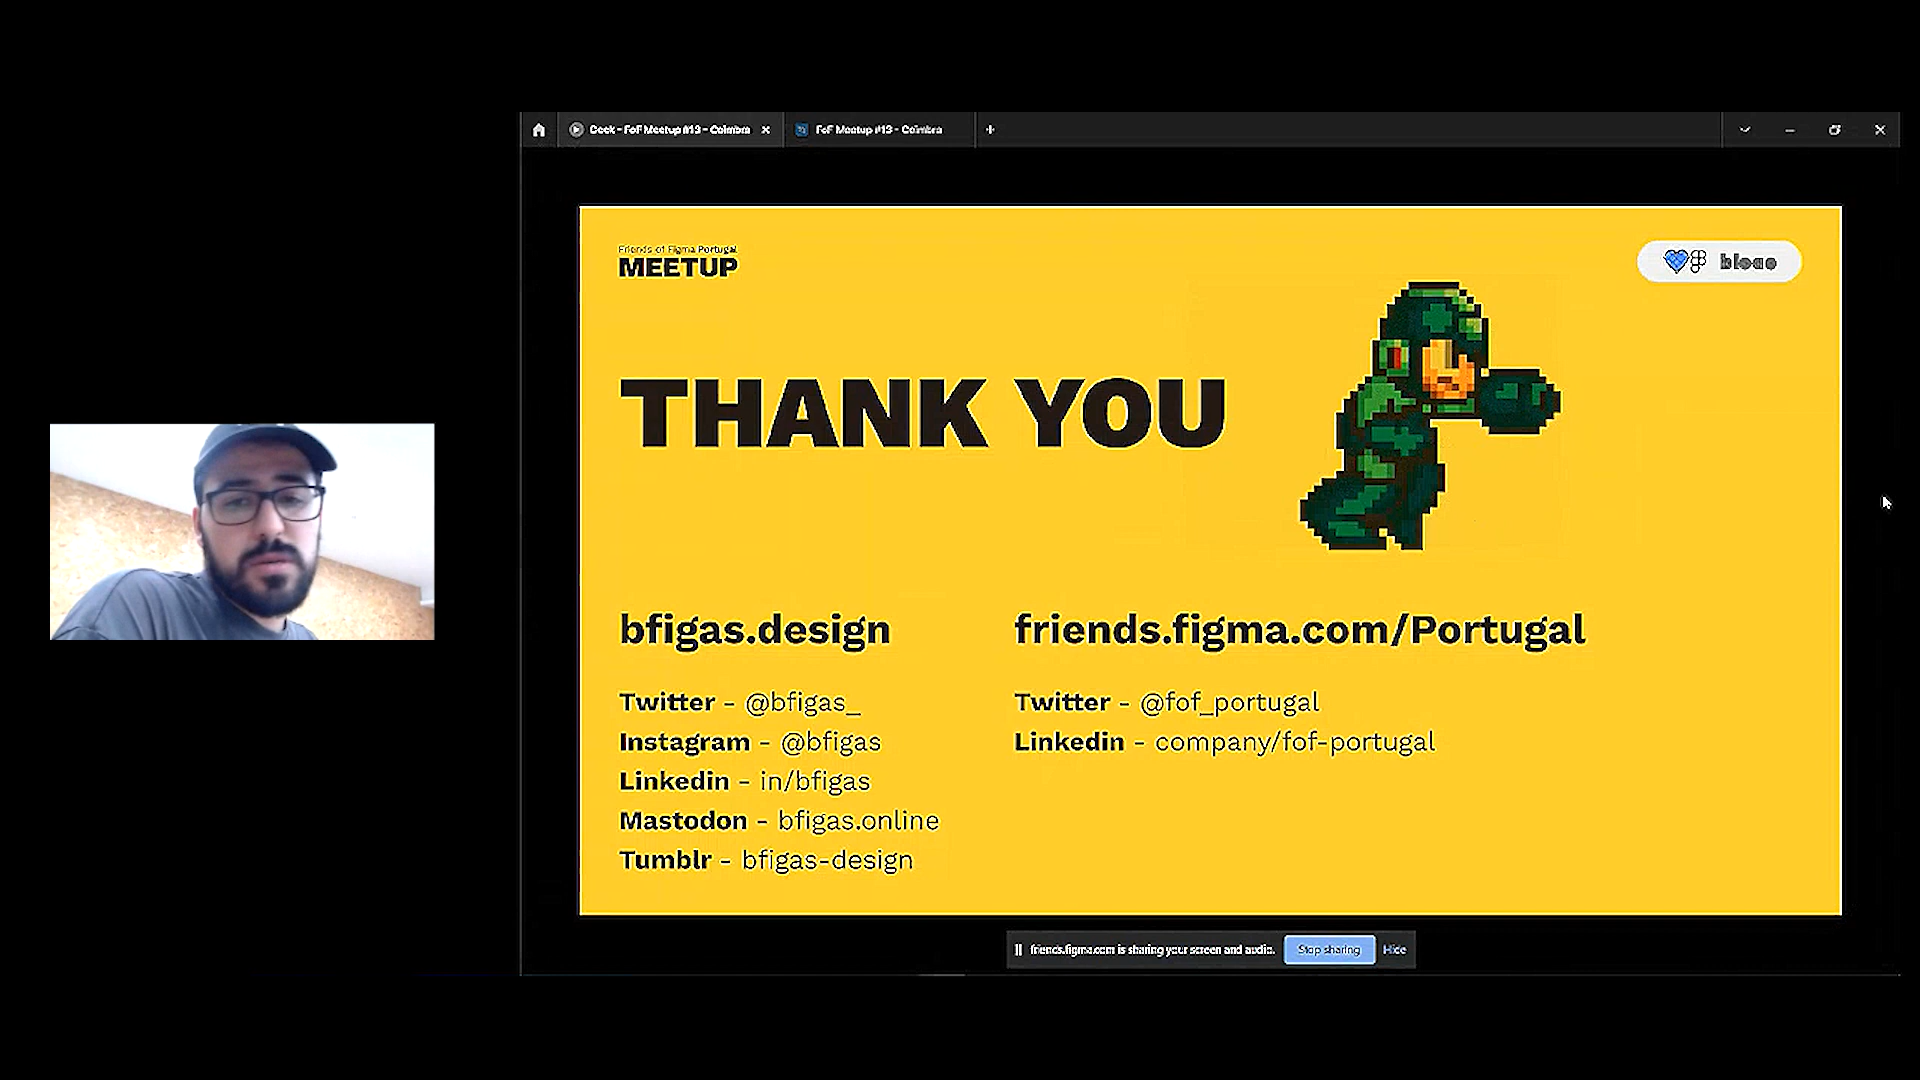 Deck - FoF Meetup #13 - Coimbra
FoF Meetup #13 - Coimbra
Friends of Figma Portugal
MEETUP
THANK YOU
bfigas.design
Twitter - @bfigas_
Instagram - @bfigas
Linkedin - in/bfigas
Mastodon - bfigas.online
Tumblr - bfigas-design
friends.figma.com/Portugal
Twitter - @fof_portugal
Linkedin - company/fof-portugal
friends.figma.com is sharing your screen and audio.
Stop sharing
Hide